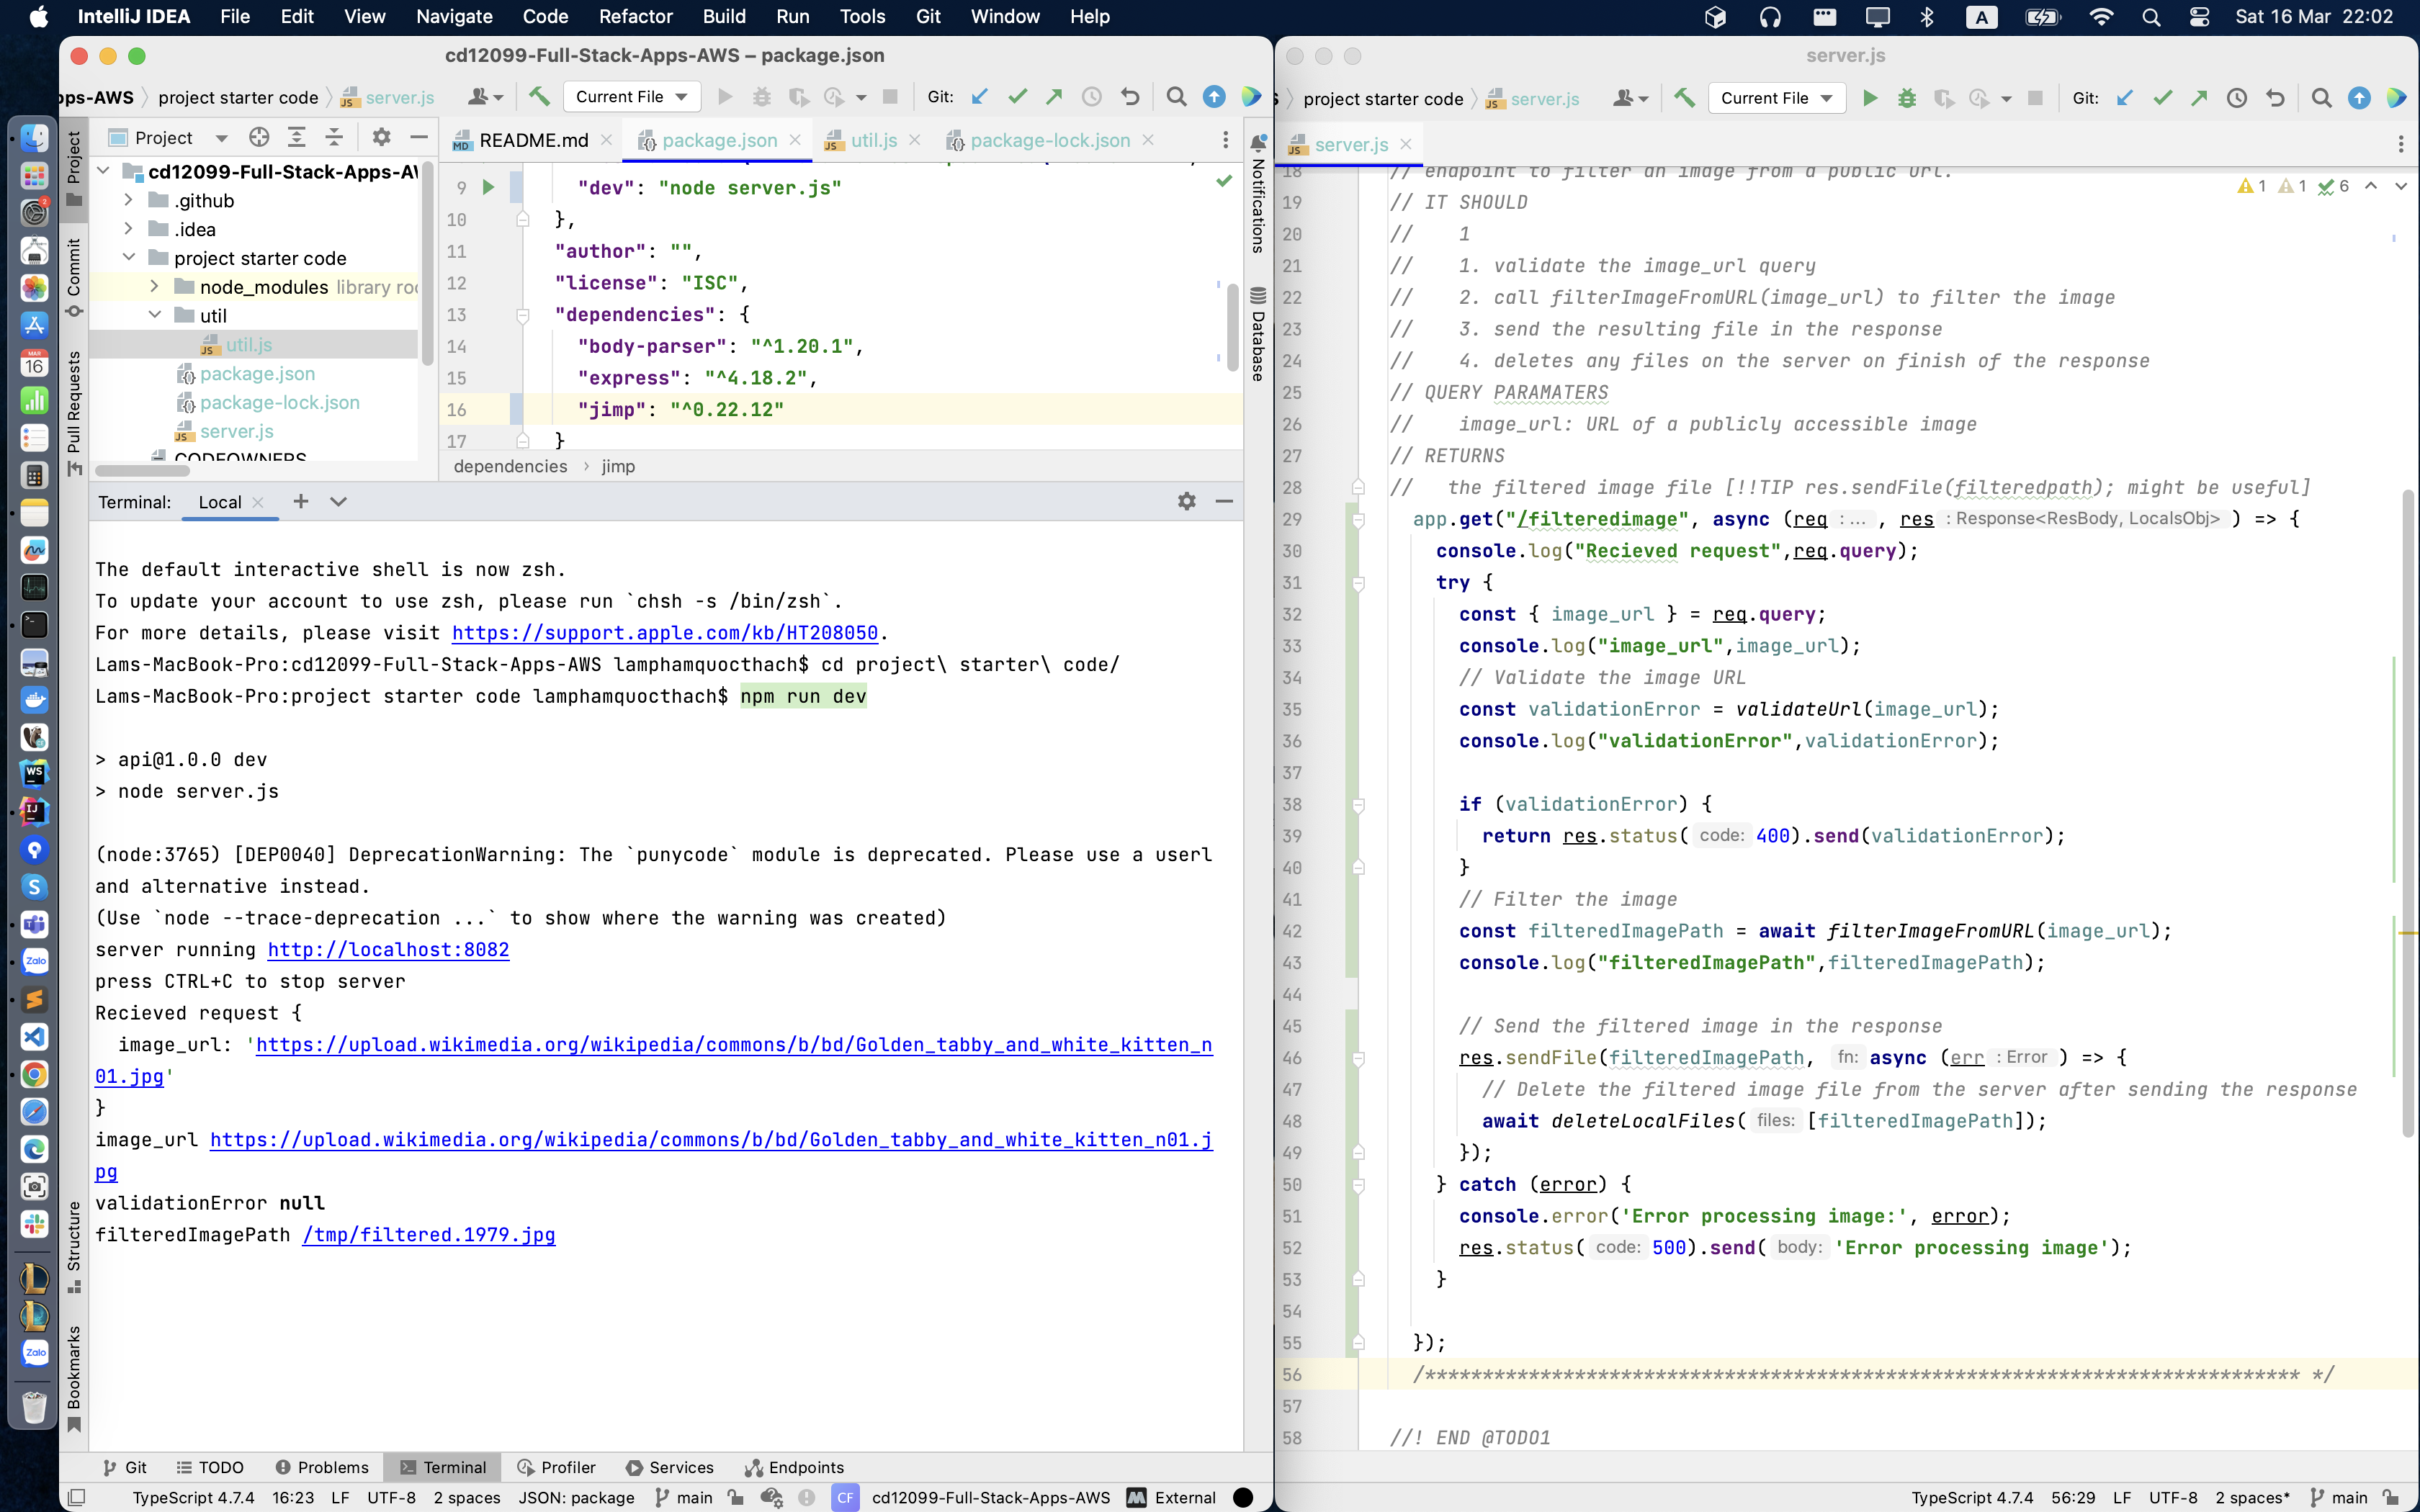 IntelliJ IDEA File Edit View Navigate Code Refactor Build Run Tools Git Window Help A Sat 16 Mar 22:02
cd12099-Full-Stack-Apps-AWS – package.json
pps-AWS project starter code server.js Current File Git:
Project
README.md package.json util.js package-lock.json
Project
Commit
Pull Requests
Structure
Bookmarks
cd12099-Full-Stack-Apps-AW
.github
.idea
project starter code
node_modules library roo
util
util.js
package.json
package-lock.json
server.js
CODEOWNERS
9 "dev": "node server.js"
10 },
11 "author": "",
12 "license": "ISC",
13 "dependencies": {
14 "body-parser": "^1.20.1",
15 "express": "^4.18.2",
16 "jimp": "^0.22.12"
17 }
dependencies › jimp
Notifications
Database
Terminal: Local
The default interactive shell is now zsh.
To update your account to use zsh, please run `chsh -s /bin/zsh`.
For more details, please visit https://support.apple.com/kb/HT208050.
Lams-MacBook-Pro:cd12099-Full-Stack-Apps-AWS lamphamquocthach$ cd project\ starter\ code/
Lams-MacBook-Pro:project starter code lamphamquocthach$ npm run dev
> api@1.0.0 dev
> node server.js
(node:3765) [DEP0040] DeprecationWarning: The `punycode` module is deprecated. Please use a userl
and alternative instead.
(Use `node --trace-deprecation ...` to show where the warning was created)
server running http://localhost:8082
press CTRL+C to stop server
Recieved request {
image_url: 'https://upload.wikimedia.org/wikipedia/commons/b/bd/Golden_tabby_and_white_kitten_n
01.jpg'
}
image_url https://upload.wikimedia.org/wikipedia/commons/b/bd/Golden_tabby_and_white_kitten_n01.j
pg
validationError null
filteredImagePath /tmp/filtered.1979.jpg
Git TODO Problems Terminal Profiler Services Endpoints
TypeScript 4.7.4 16:23 LF UTF-8 2 spaces JSON: package main CF cd12099-Full-Stack-Apps-AWS External
server.js
project starter code server.js Current File Git:
server.js
1 1 6
18 // endpoint to filter an image from a public url.
19 // IT SHOULD
20 // 1
21 // 1. validate the image_url query
22 // 2. call filterImageFromURL(image_url) to filter the image
23 // 3. send the resulting file in the response
24 // 4. deletes any files on the server on finish of the response
25 // QUERY PARAMATERS
26 // image_url: URL of a publicly accessible image
27 // RETURNS
28 // the filtered image file [!!TIP res.sendFile(filteredpath); might be useful]
29 app.get("/filteredimage", async (req :... , res : Response<ResBody, LocalsObj> ) => {
30 console.log("Recieved request",req.query);
31 try {
32 const { image_url } = req.query;
33 console.log("image_url",image_url);
34 // Validate the image URL
35 const validationError = validateUrl(image_url);
36 console.log("validationError",validationError);
37
38 if (validationError) {
39 return res.status( code: 400).send(validationError);
40 }
41 // Filter the image
42 const filteredImagePath = await filterImageFromURL(image_url);
43 console.log("filteredImagePath",filteredImagePath);
44
45 // Send the filtered image in the response
46 res.sendFile(filteredImagePath, fn: async (err : Error ) => {
47 // Delete the filtered image file from the server after sending the response
48 await deleteLocalFiles( files: [filteredImagePath]);
49 });
50 } catch (error) {
51 console.error('Error processing image:', error);
52 res.status( code: 500).send( body: 'Error processing image');
53 }
54
55 });
56 /**************************************************************************** */
57
58 //! END @TODO1
TypeScript 4.7.4 56:29 LF UTF-8 2 spaces* main